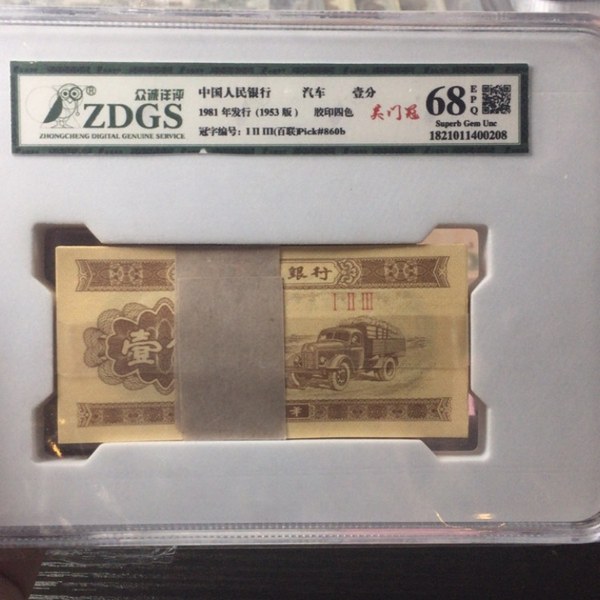 众诚洋评
ZDGS
ZHONGCHENG DIGITAL GENUINE SERVICE
中国人民银行 汽车 壹分
1981 年发行 (1953 版) 胶印四色 关门冠
冠字编号: I II III(百联)Pick#860b
68 EPQ
Superb Gem Unc
1821011400208
银行
I II III
壹